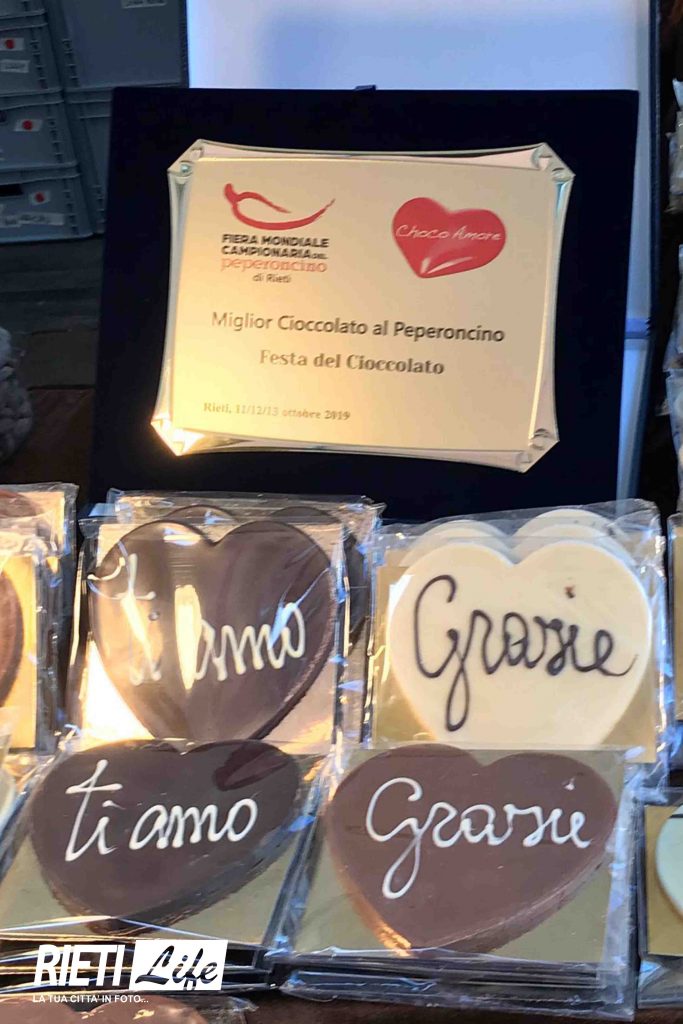 FIERA MONDIALE
CAMPIONARIA DEL
peperoncino
di Rieti
Choco Amore
Miglior Cioccolato al Peperoncino
Festa del Cioccolato
Rieti, 11/12/13 ottobre 2019
ti amo
Grazie
ti amo
Grazie
RIETI Life
LA TUA CITTÀ IN FOTO...